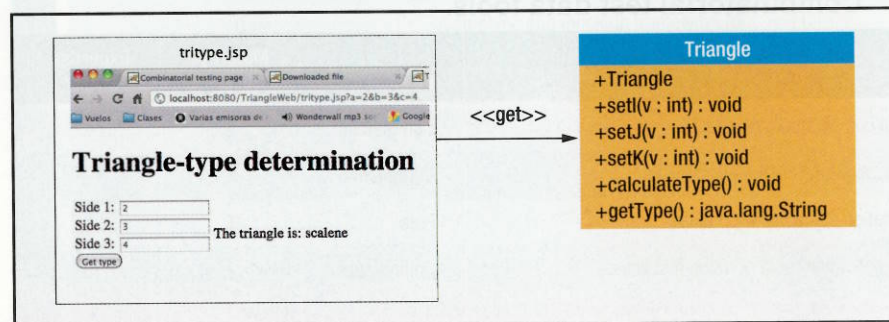 tritype.jsp
Combinatorial testing page
Downloaded file
T
localhost:8080/TriangleWeb/tritype.jsp?a=2&b=3&c=4
Vuelos
Clases
Varias emisoras de
Wonderwall mp3
Google
Triangle-type determination
Side 1: 2
Side 2: 3
The triangle is: scalene
Side 3: 4
Get type
<<get>>
Triangle
+Triangle
+setI(v : int) : void
+setJ(v : int) : void
+setK(v : int) : void
+calculateType() : void
+getType() : java.lang.String